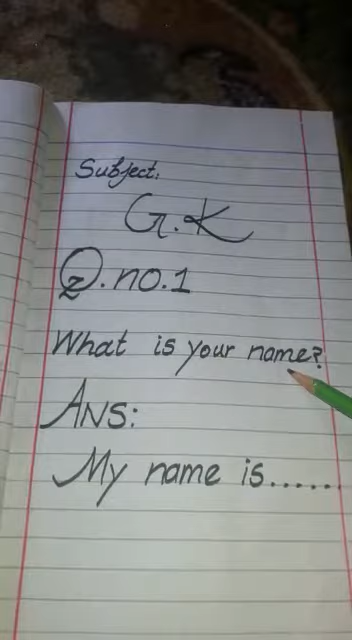 Subject:
G.K
Q.no.1
What is your name?
Ans:
My name is......